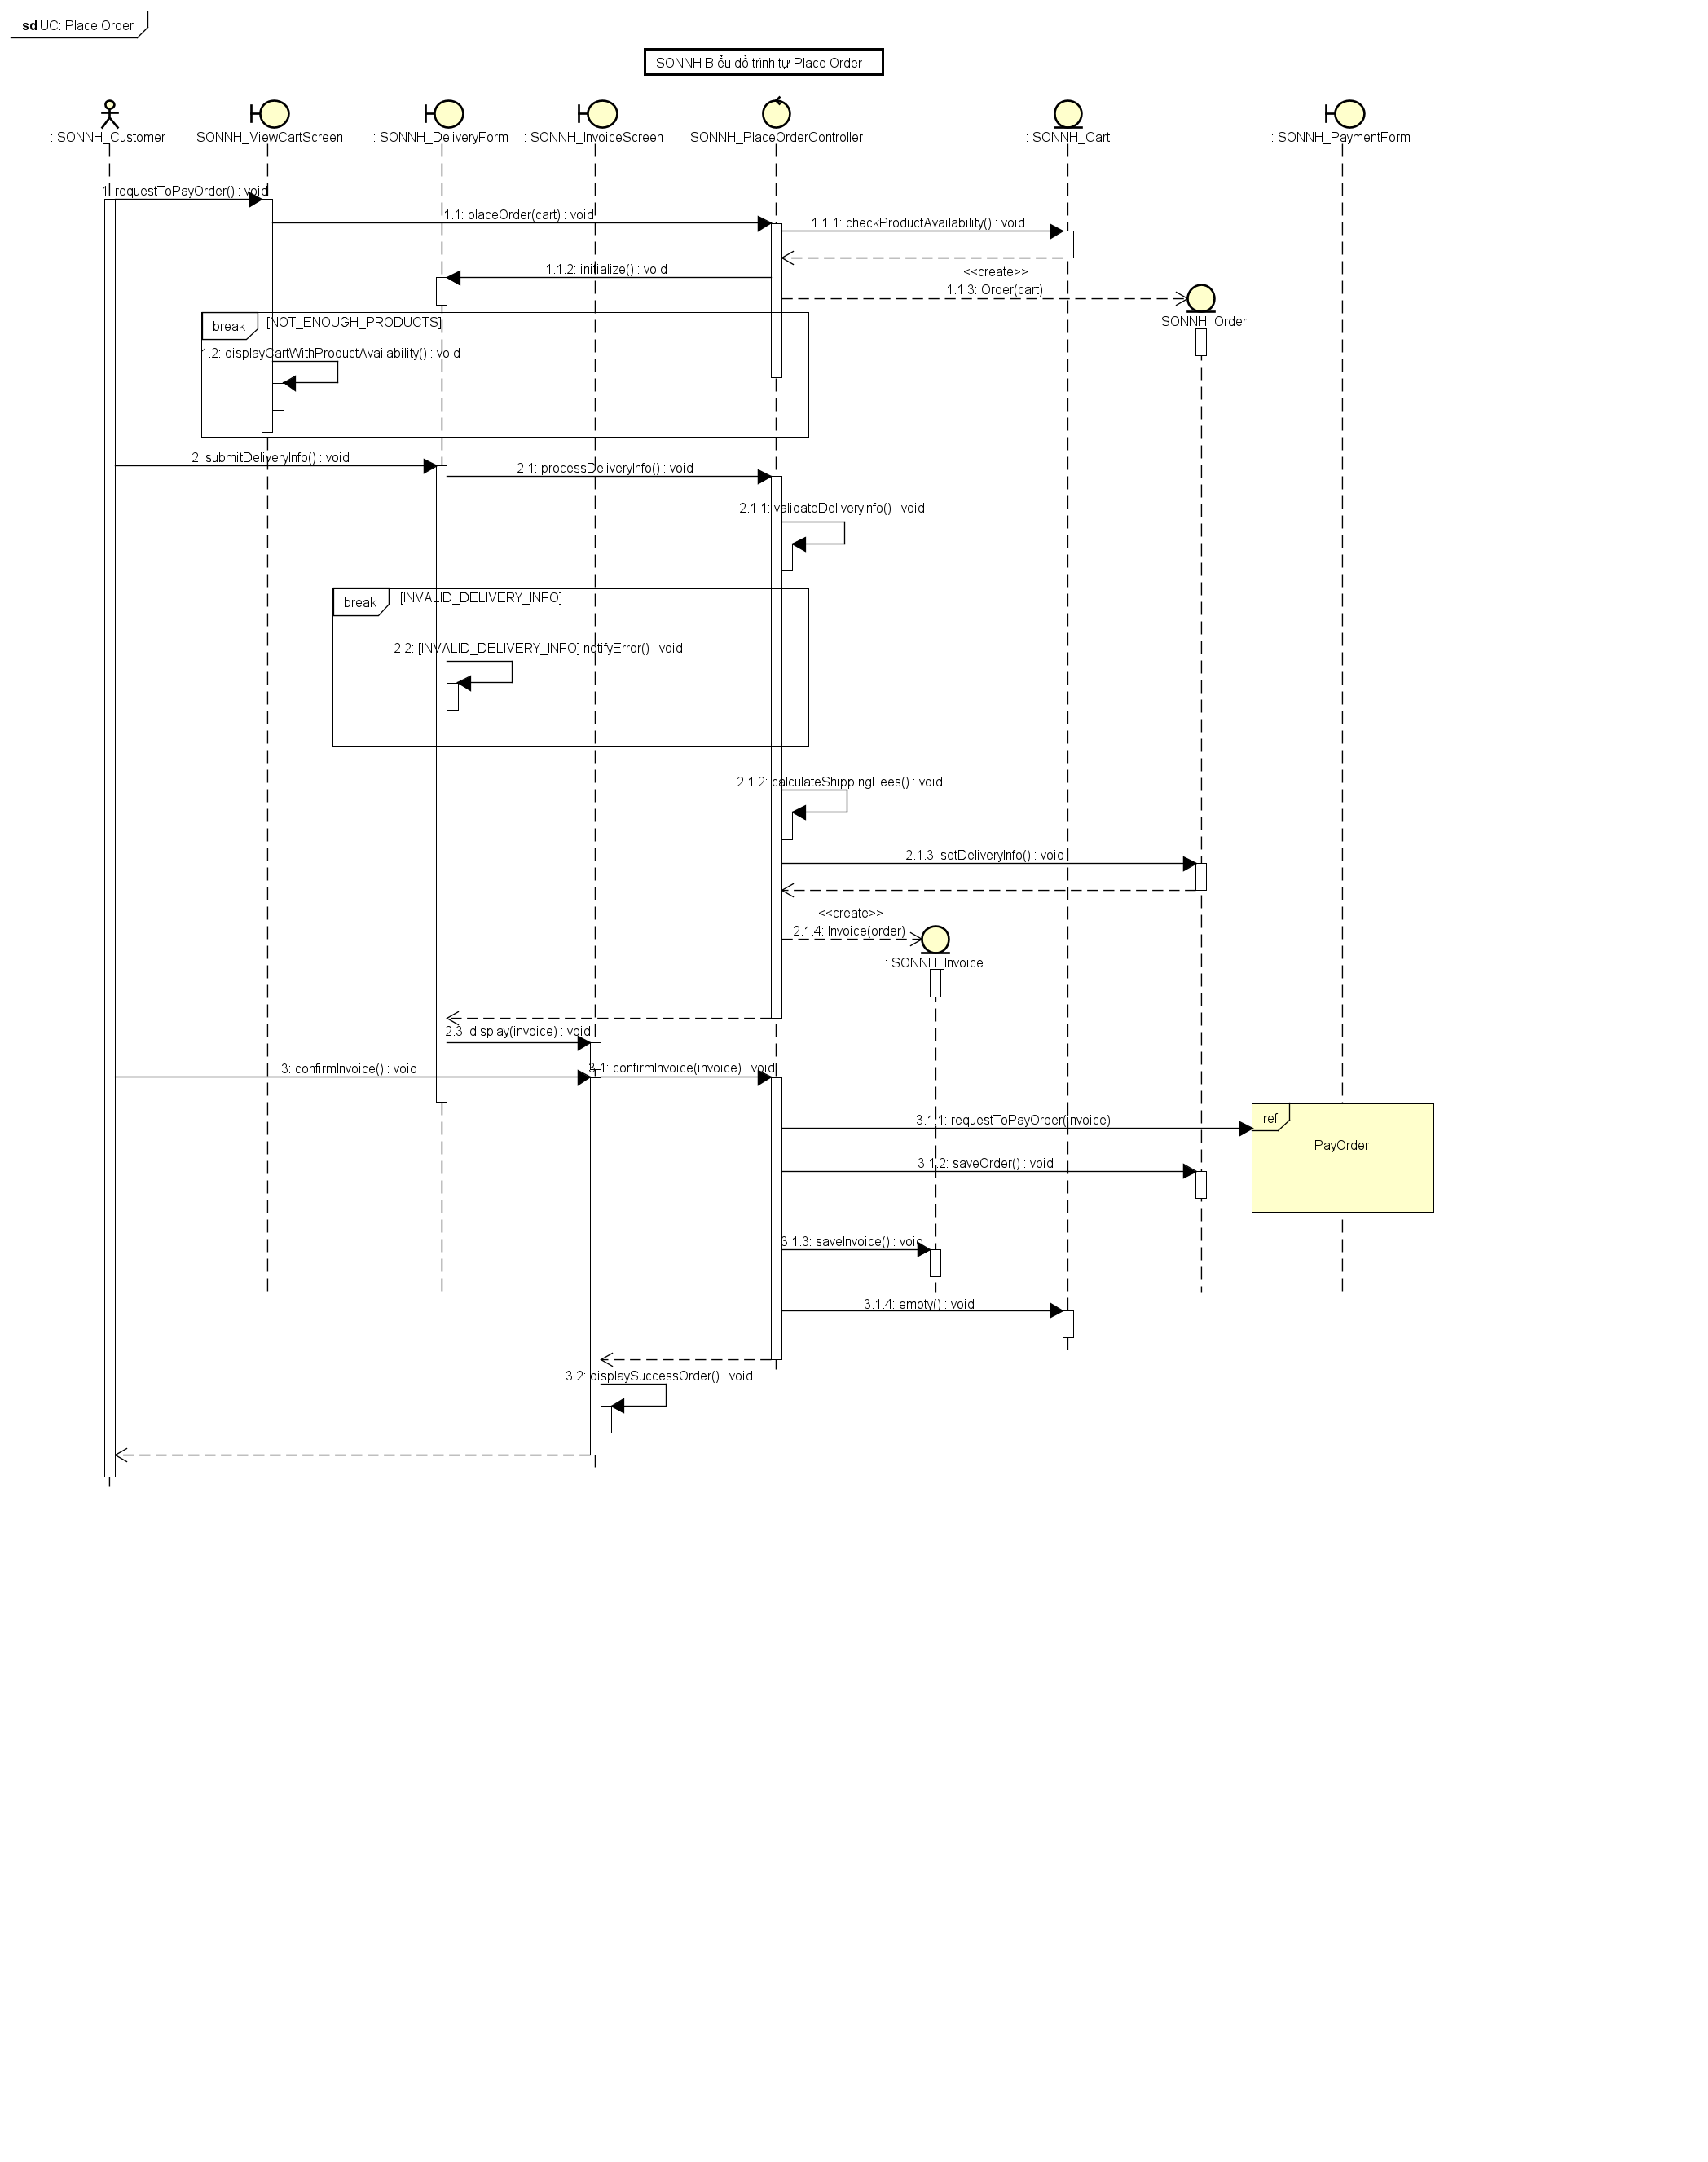 sd UC: Place Order
SONNH Biểu đồ trình tự Place Order
: SONNH_Customer
: SONNH_ViewCartScreen
: SONNH_DeliveryForm
: SONNH_InvoiceScreen
: SONNH_PlaceOrderController
: SONNH_Cart
: SONNH_PaymentForm
1: requestToPayOrder() : void
1.1: placeOrder(cart) : void
1.1.1: checkProductAvailability() : void
1.1.2: initialize() : void
<<create>>
1.1.3: Order(cart)
: SONNH_Order
break
[NOT_ENOUGH_PRODUCTS]
1.2: displayCartWithProductAvailability() : void
2: submitDeliveryInfo() : void
2.1: processDeliveryInfo() : void
2.1.1: validateDeliveryInfo() : void
break
[INVALID_DELIVERY_INFO]
2.2: [INVALID_DELIVERY_INFO] notifyError() : void
2.1.2: calculateShippingFees() : void
2.1.3: setDeliveryInfo() : void
<<create>>
2.1.4: Invoice(order)
: SONNH_Invoice
2.3: display(invoice) : void
3: confirmInvoice() : void
3.1: confirmInvoice(invoice) : void
3.1.1: requestToPayOrder(invoice)
ref
PayOrder
3.1.2: saveOrder() : void
3.1.3: saveInvoice() : void
3.1.4: empty() : void
3.2: displaySuccessOrder() : void